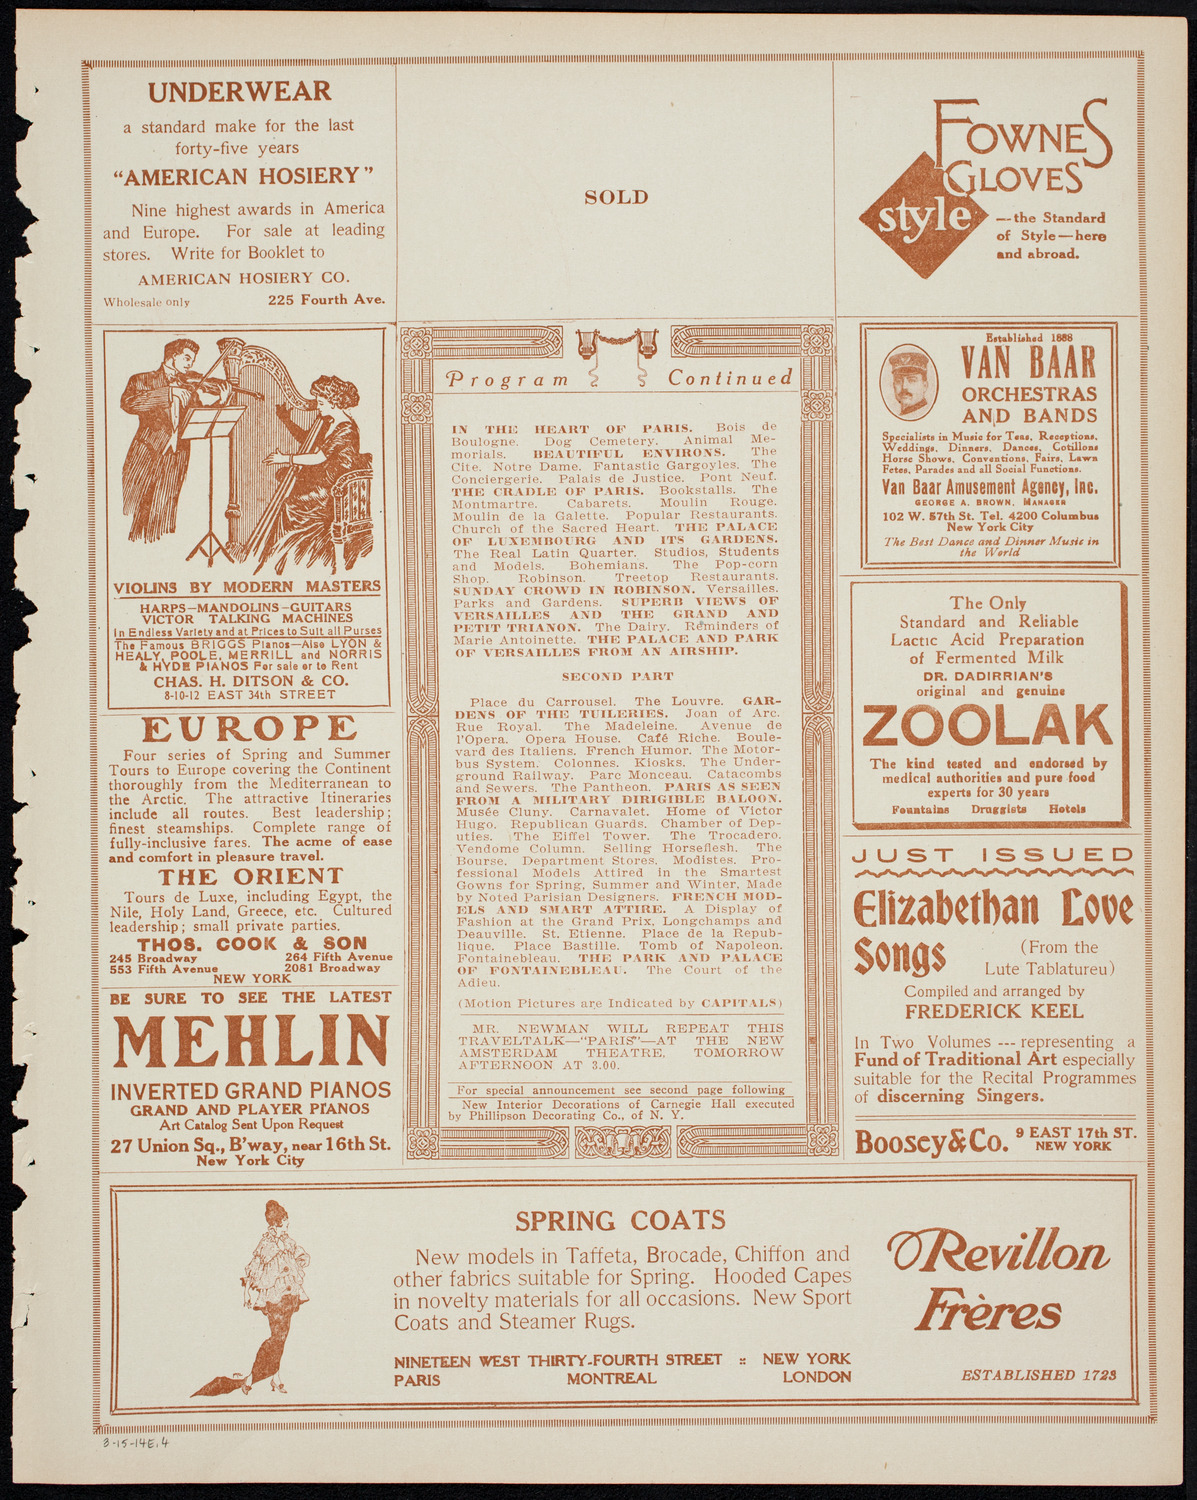 UNDERWEAR
a standard make for the last
forty-five years
“AMERICAN HOSIERY”
Nine highest awards in America
and Europe. For sale at leading
stores. Write for Booklet to
AMERICAN HOSIERY CO.
Wholesale only 225 Fourth Ave.
VIOLINS BY MODERN MASTERS
HARPS—MANDOLINS—GUITARS
VICTOR TALKING MACHINES
In Endless Variety and at Prices to Suit all Purses
The Famous BRIGGS Pianos—Also LYON &
HEALY, POOLE, MERRILL and NORRIS
& HYDE PIANOS For sale or to Rent
CHAS. H. DITSON & CO.
8-10-12 EAST 34th STREET
EUROPE
Four series of Spring and Summer
Tours to Europe covering the Continent
thoroughly from the Mediterranean to
the Arctic. The attractive Itineraries
include all routes. Best leadership;
finest steamships. Complete range of
fully-inclusive fares. The acme of ease
and comfort in pleasure travel.
THE ORIENT
Tours de Luxe, including Egypt, the
Nile, Holy Land, Greece, etc. Cultured
leadership; small private parties.
THOS. COOK & SON
245 Broadway 264 Fifth Avenue
553 Fifth Avenue 2081 Broadway
NEW YORK
BE SURE TO SEE THE LATEST
MEHLIN
INVERTED GRAND PIANOS
GRAND AND PLAYER PIANOS
Art Catalog Sent Upon Request
27 Union Sq., B'way, near 16th St.
New York City
SOLD
Program Continued
IN THE HEART OF PARIS. Bois de
Boulogne. Dog Cemetery. Animal Me-
morials. BEAUTIFUL ENVIRONS. The
Cite. Notre Dame. Fantastic Gargoyles. The
Conciergerie. Palais de Justice. Pont Neuf.
THE CRADLE OF PARIS. Bookstalls. The
Montmartre. Cabarets. Moulin Rouge.
Moulin de la Galette. Popular Restaurants.
Church of the Sacred Heart. THE PALACE
OF LUXEMBOURG AND ITS GARDENS.
The Real Latin Quarter. Studios, Students
and Models. Bohemians. The Pop-corn
Shop. Robinson. Treetop Restaurants.
SUNDAY CROWD IN ROBINSON. Versailles.
Parks and Gardens. SUPERB VIEWS OF
VERSAILLES AND THE GRAND AND
PETIT TRIANON. The Dairy. Reminders of
Marie Antoinette. THE PALACE AND PARK
OF VERSAILLES FROM AN AIRSHIP.
SECOND PART
Place du Carrousel. The Louvre. GAR-
DENS OF THE TUILERIES. Joan of Arc.
Rue Royal. The Madeleine. Avenue de
l'Opera. Opera House. Café Riche. Boule-
vard des Italiens. French Humor. The Motor-
bus System. Colonnes. Kiosks. The Under-
ground Railway. Parc Monceau. Catacombs
and Sewers. The Pantheon. PARIS AS SEEN
FROM A MILITARY DIRIGIBLE BALOON.
Musée Cluny. Carnavalet. Home of Victor
Hugo. Republican Guards. Chamber of Dep-
uties. The Eiffel Tower. The Trocadero.
Vendome Column. Selling Horseflesh. The
Bourse. Department Stores. Modistes. Pro-
fessional Models Attired in the Smartest
Gowns for Spring, Summer and Winter, Made
by Noted Parisian Designers. FRENCH MOD-
ELS AND SMART ATTIRE. A Display of
Fashion at the Grand Prix, Longchamps and
Deauville. St. Etienne. Place de la Repub-
lique. Place Bastille. Tomb of Napoleon.
Fontainebleau. THE PARK AND PALACE
OF FONTAINEBLEAU. The Court of the
Adieu.
(Motion Pictures are Indicated by CAPITALS)
MR. NEWMAN WILL REPEAT THIS
TRAVELTALK—“PARIS”—AT THE NEW
AMSTERDAM THEATRE, TOMORROW
AFTERNOON AT 3.00.
For special announcement see second page following
New Interior Decorations of Carnegie Hall executed
by Phillipson Decorating Co., of N. Y.
FOWNES
GLOVES
style
—the Standard
of Style—here
and abroad.
Established 1888
VAN BAAR
ORCHESTRAS
AND BANDS
Specialists in Music for Teas, Receptions,
Weddings, Dinners, Dances, Cotillons
Horse Shows, Conventions, Fairs, Lawn
Fetes, Parades and all Social Functions.
Van Baar Amusement Agency, Inc.
GEORGE A. BROWN, MANAGER
102 W. 57th St. Tel. 4200 Columbus
New York City
The Best Dance and Dinner Music in
the World
The Only
Standard and Reliable
Lactic Acid Preparation
of Fermented Milk
DR. DADIRRIAN'S
original and genuine
ZOOLAK
The kind tested and endorsed by
medical authorities and pure food
experts for 30 years
Fountains Druggists Hotels
JUST ISSUED
Elizabethan Love
Songs (From the
Lute Tablatureu)
Compiled and arranged by
FREDERICK KEEL
In Two Volumes --- representing a
Fund of Traditional Art especially
suitable for the Recital Programmes
of discerning Singers.
BOOSEY & CO. 9 EAST 17th ST.
NEW YORK
SPRING COATS
New models in Taffeta, Brocade, Chiffon and
other fabrics suitable for Spring. Hooded Capes
in novelty materials for all occasions. New Sport
Coats and Steamer Rugs.
NINETEEN WEST THIRTY-FOURTH STREET :: NEW YORK
PARIS MONTREAL LONDON
Revillon
Frères
ESTABLISHED 1723
3-15-14E.4